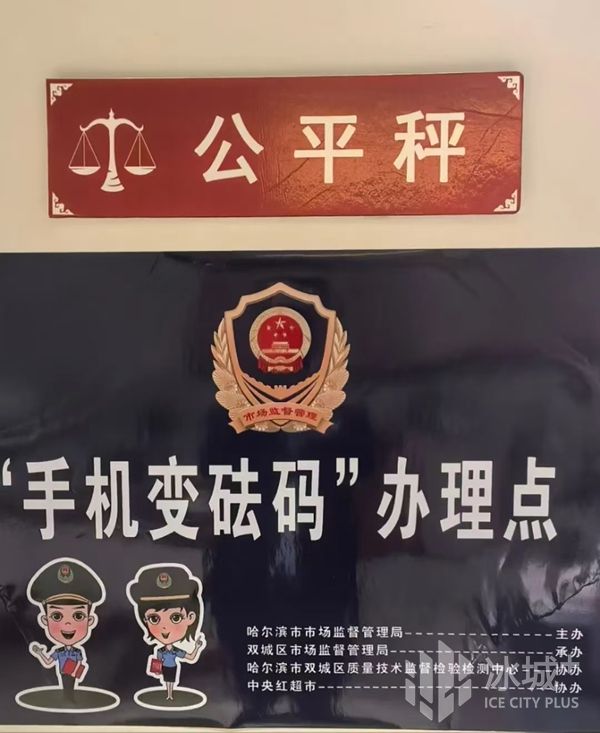 公平秤
市场监督管理
“手机变砝码”办理点
哈尔滨市市场监督管理局————主办
双城区市场监督管理局————承办
哈尔滨市双城区质量技术监督检验检测中心————协办
中央红超市————协办
冰城+
ICE CITY PLUS